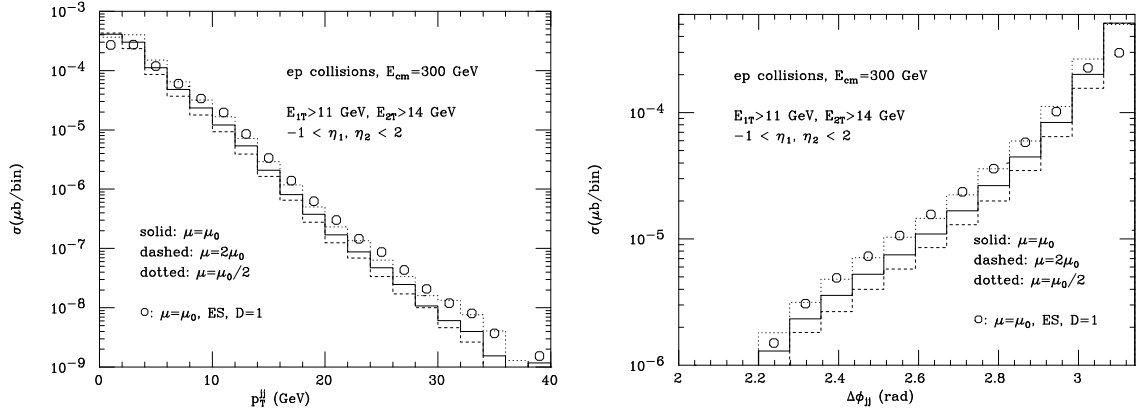 10⁻³
10⁻⁴
10⁻⁵
10⁻⁶
10⁻⁷
10⁻⁸
10⁻⁹
σ(μb/bin)
ep collisions, E_cm=300 GeV
E_1T>11 GeV, E_2T>14 GeV
−1 < η_1, η_2 < 2
solid: μ=μ_0
dashed: μ=2μ_0
dotted: μ=μ_0/2
○: μ=μ_0, ES, D=1
0 10 20 30 40
p_T^jj (GeV)
10⁻⁴
10⁻⁵
10⁻⁶
σ(μb/bin)
ep collisions, E_cm=300 GeV
E_1T>11 GeV, E_2T>14 GeV
−1 < η_1, η_2 < 2
solid: μ=μ_0
dashed: μ=2μ_0
dotted: μ=μ_0/2
○: μ=μ_0, ES, D=1
2 2.2 2.4 2.6 2.8 3
Δϕ_jj (rad)